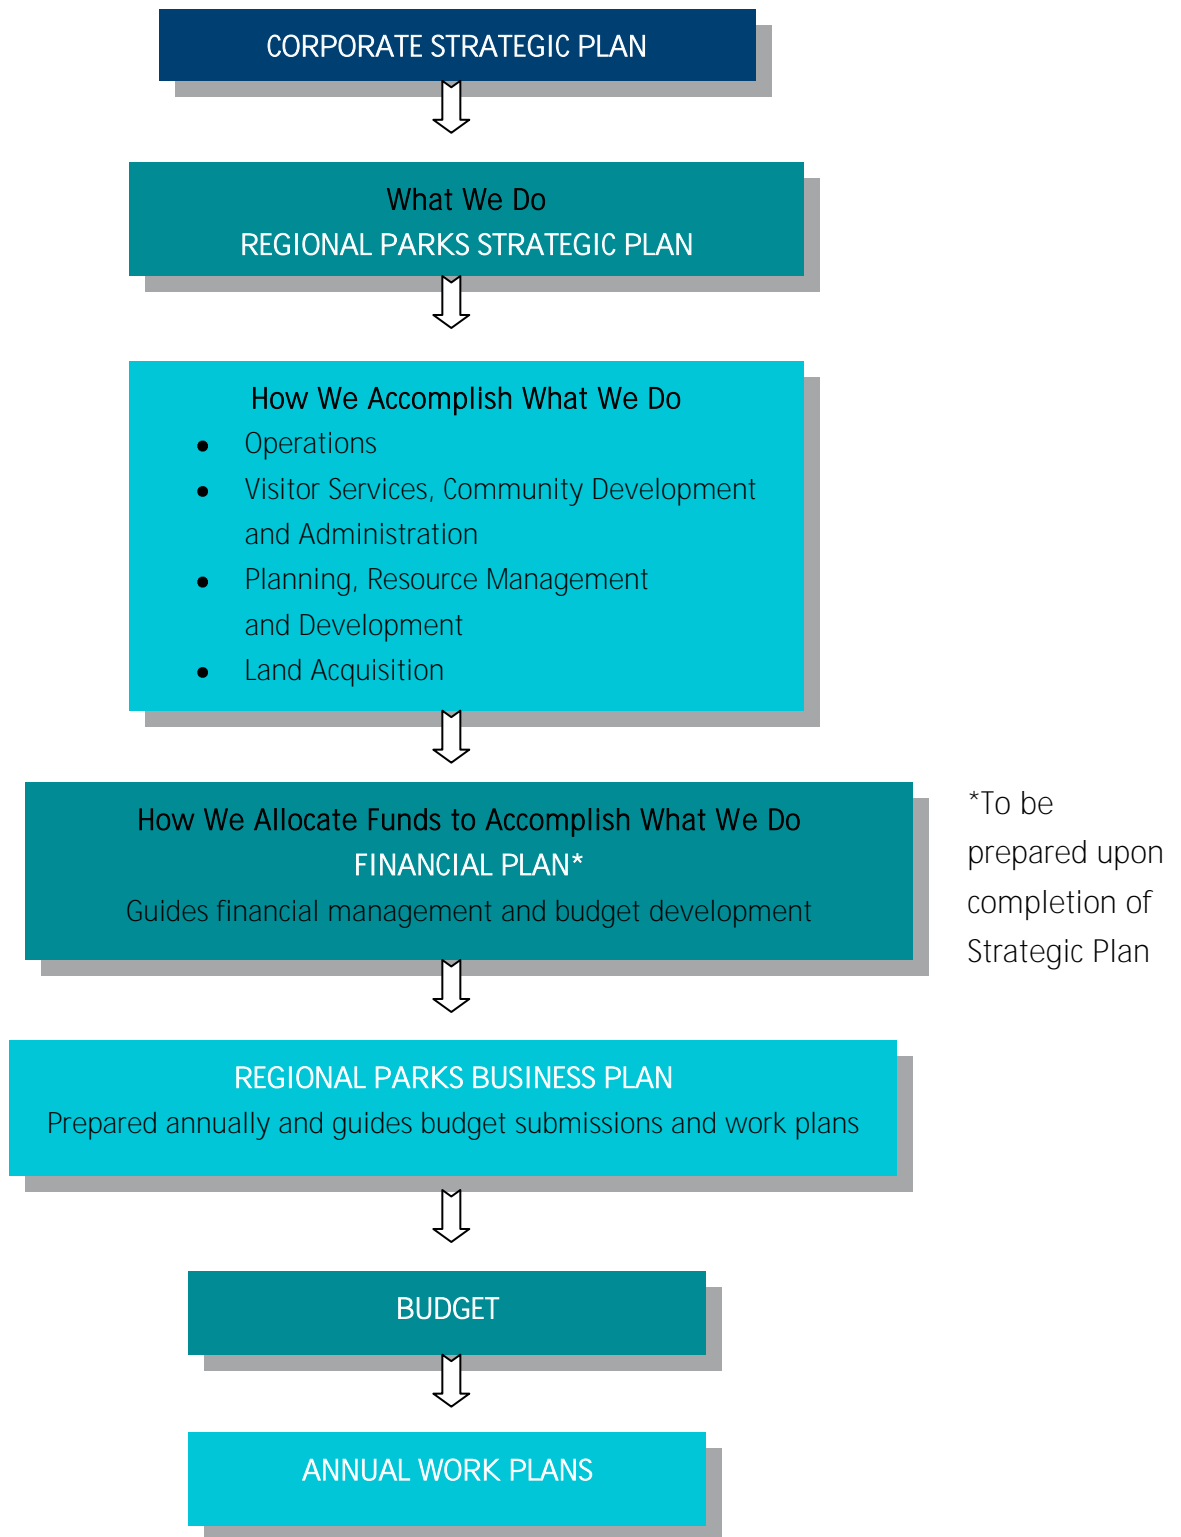 CORPORATE STRATEGIC PLAN
What We Do
REGIONAL PARKS STRATEGIC PLAN
How We Accomplish What We Do
● Operations
● Visitor Services, Community Development
and Administration
● Planning, Resource Management
and Development
● Land Acquisition
How We Allocate Funds to Accomplish What We Do
FINANCIAL PLAN*
Guides financial management and budget development
*To be
prepared upon
completion of
Strategic Plan
REGIONAL PARKS BUSINESS PLAN
Prepared annually and guides budget submissions and work plans
BUDGET
ANNUAL WORK PLANS